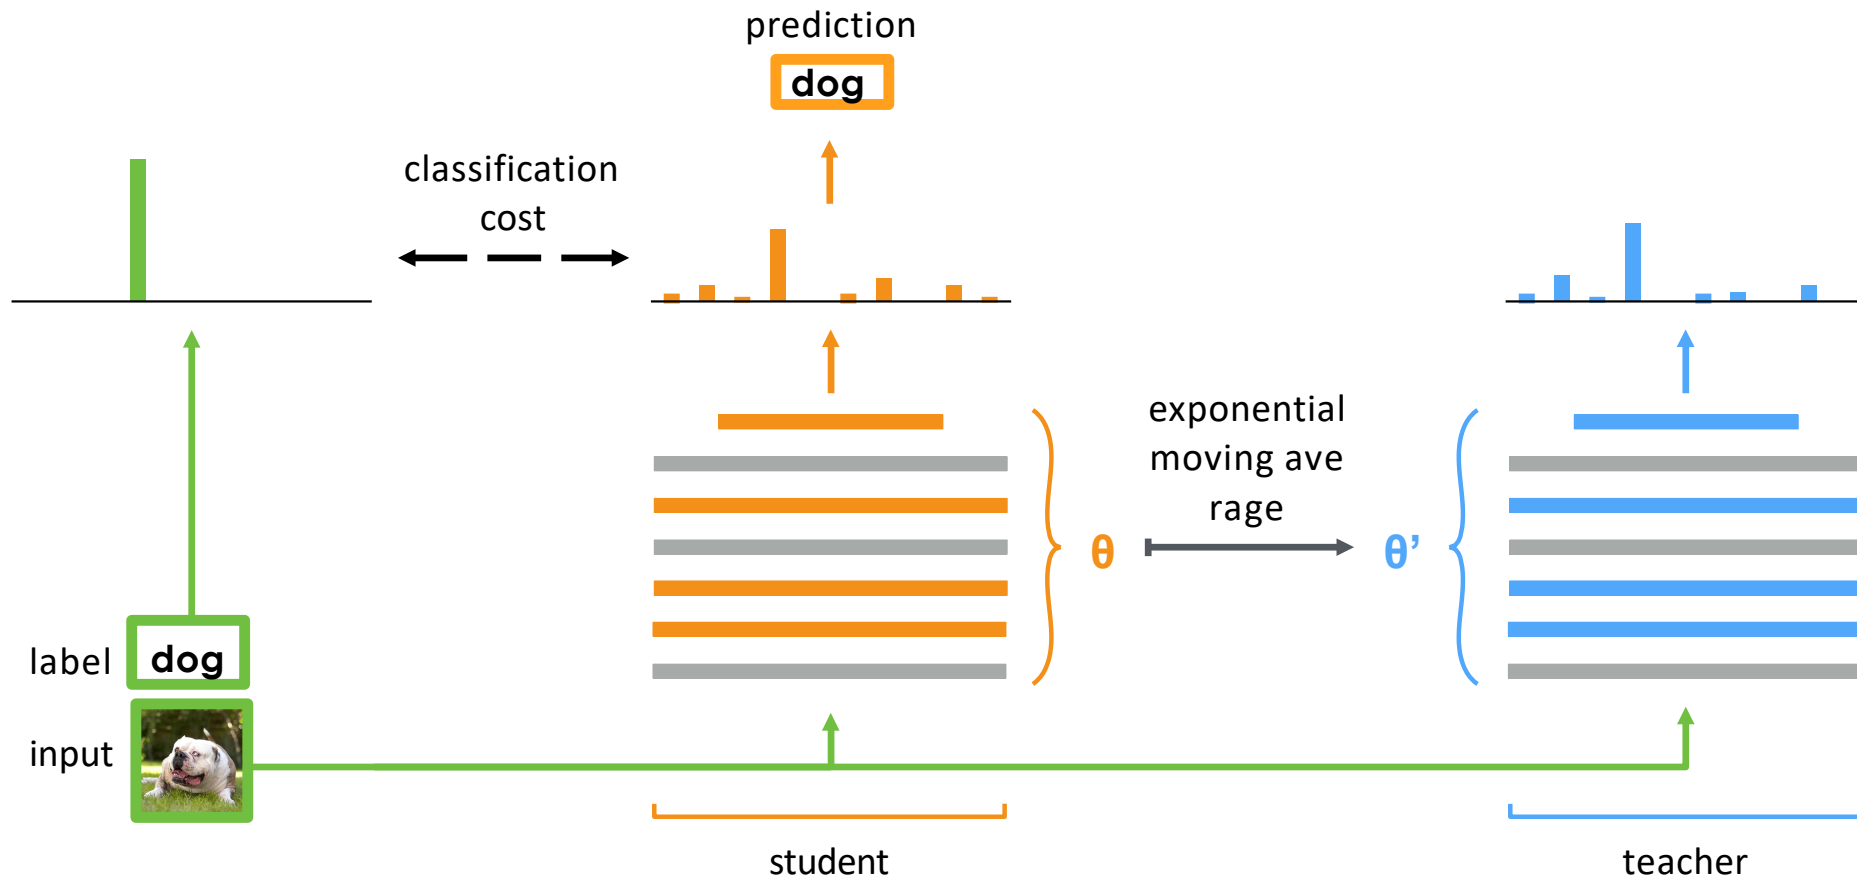 prediction
dog
classification
cost
exponential
moving ave
rage
θ
θ’
label
dog
input
student
teacher